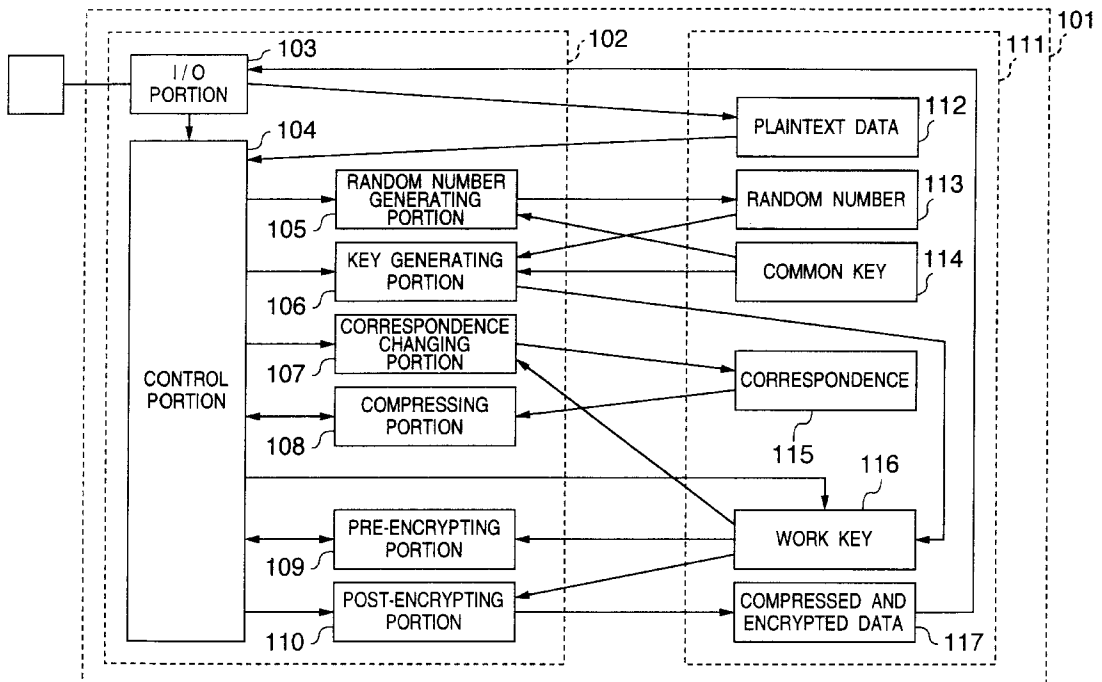 101
102
103
I/O
PORTION
111
104
PLAINTEXT DATA
112
RANDOM NUMBER
GENERATING
PORTION
105
RANDOM NUMBER
113
KEY GENERATING
PORTION
106
COMMON KEY
114
CORRESPONDENCE
CHANGING
PORTION
107
CONTROL
PORTION
CORRESPONDENCE
115
COMPRESSING
PORTION
108
116
PRE-ENCRYPTING
PORTION
109
WORK KEY
POST-ENCRYPTING
PORTION
110
COMPRESSED AND
ENCRYPTED DATA
117